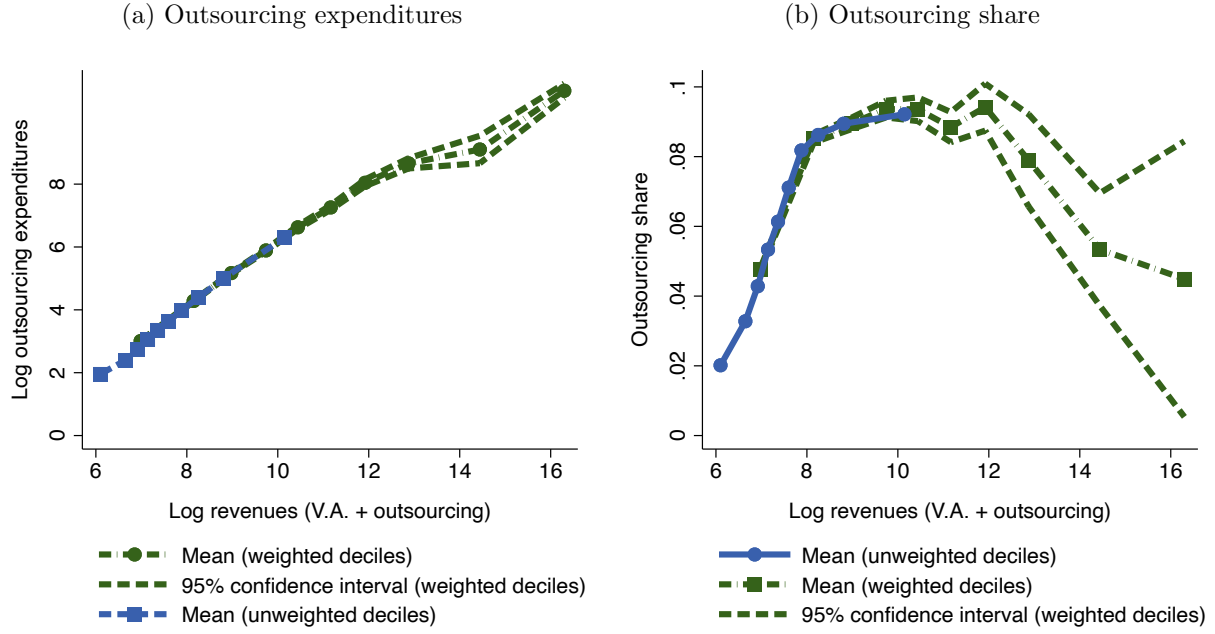 (a) Outsourcing expenditures
Log outsourcing expenditures
8
6
4
2
0
6 8 10 12 14 16
Log revenues (V.A. + outsourcing)
Mean (weighted deciles)
95% confidence interval (weighted deciles)
Mean (unweighted deciles)
(b) Outsourcing share
Outsourcing share
.1
.08
.06
.04
.02
0
6 8 10 12 14 16
Log revenues (V.A. + outsourcing)
Mean (unweighted deciles)
Mean (weighted deciles)
95% confidence interval (weighted deciles)